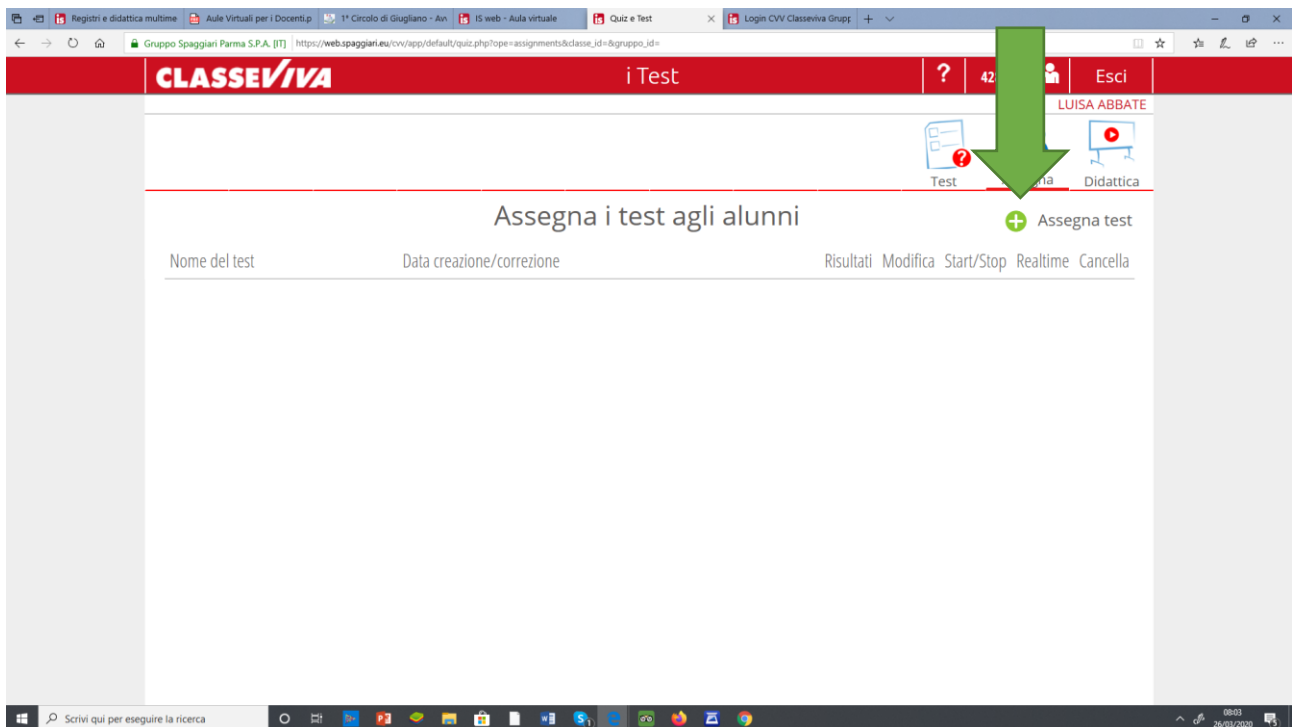 Registri e didattica multime Aule Virtuali per i Docenti.p 1° Circolo di Giugliano - Avv IS web - Aula virtuale Quiz e Test Login CVV Classeviva Grupp
Gruppo Spaggiari Parma S.P.A. [IT] https://web.spaggiari.eu/cvv/app/default/quiz.php?ope=assignments&classe_id=&gruppo_id=
CLASSEVIVA i Test ? Esci
LUISA ABBATE
?
Test Didattica
Assegna i test agli alunni Assegna test
Nome del test Data creazione/correzione Risultati Modifica Start/Stop Realtime Cancella
Scrivi qui per eseguire la ricerca
08:03
26/03/2020